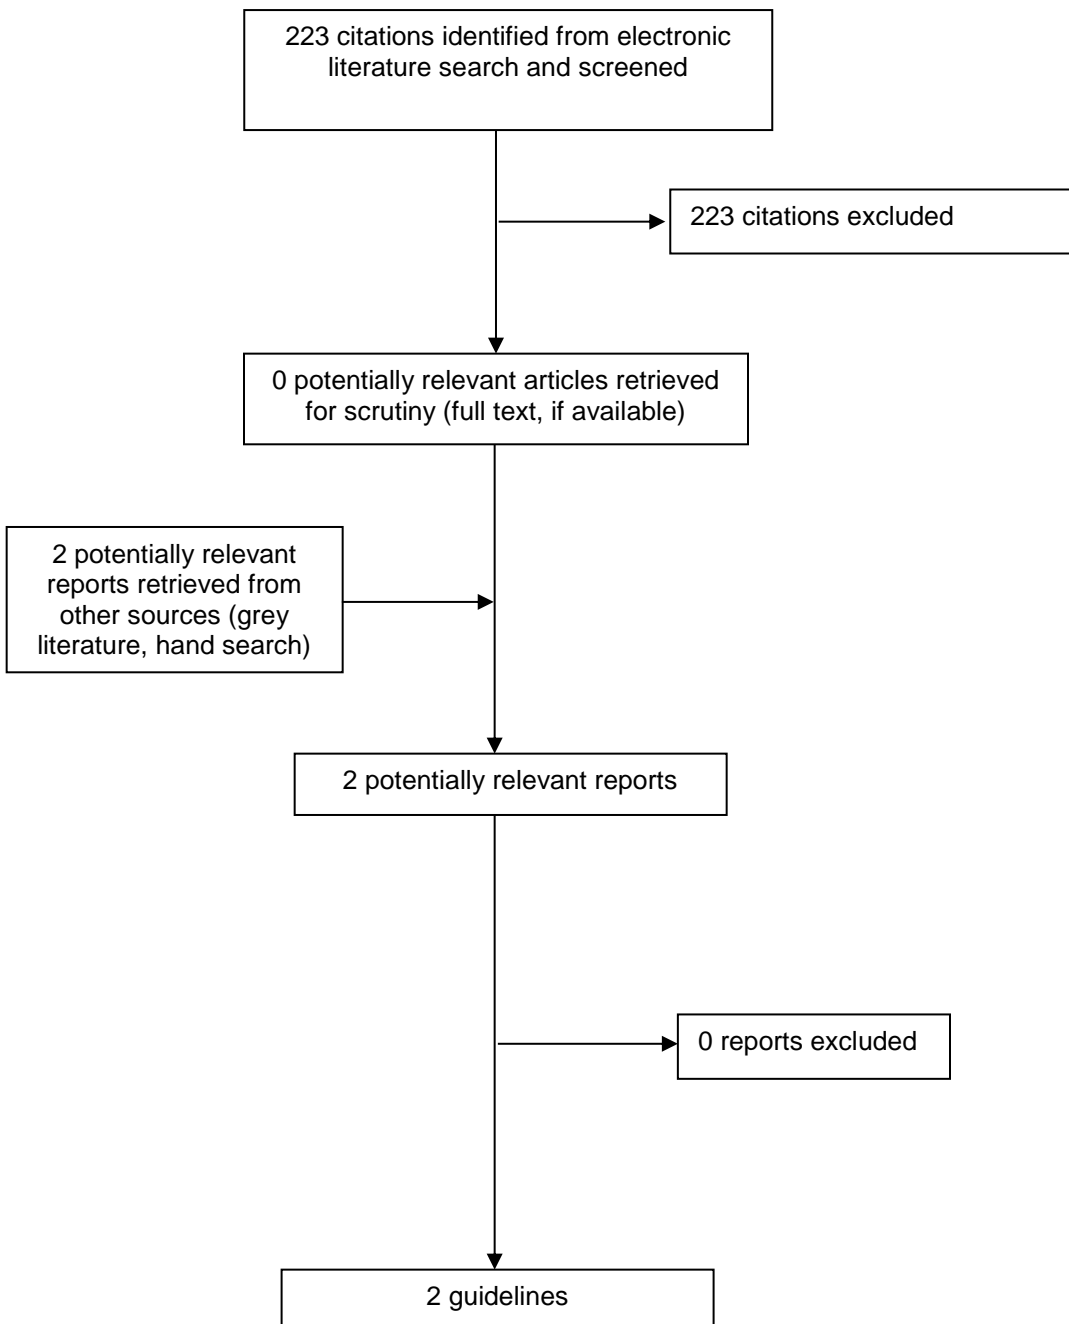 223 citations identified from electronic
literature search and screened
223 citations excluded
0 potentially relevant articles retrieved
for scrutiny (full text, if available)
2 potentially relevant
reports retrieved from
other sources (grey
literature, hand search)
2 potentially relevant reports
0 reports excluded
2 guidelines